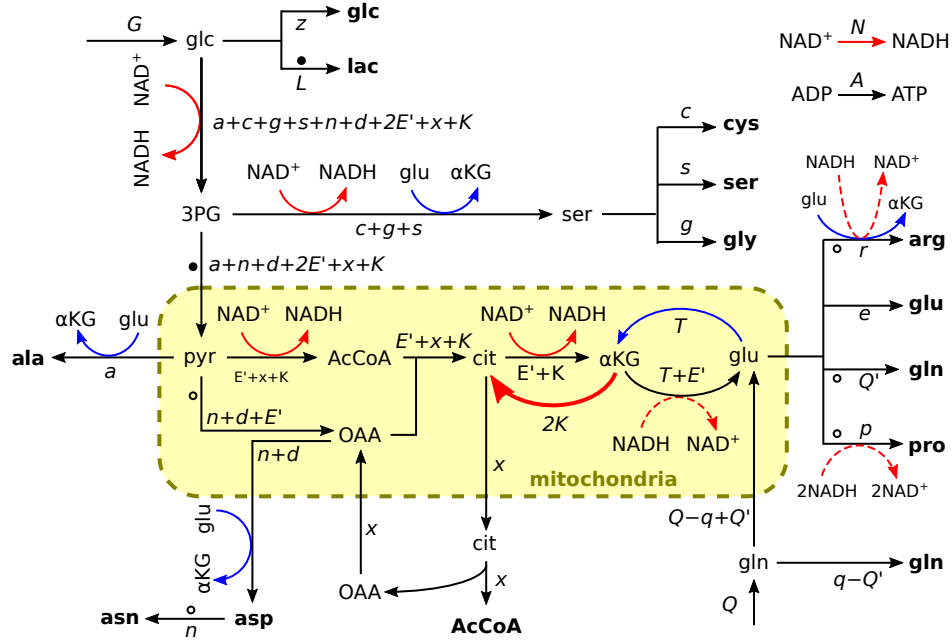 G
glc
z
glc
L
lac
NAD⁺ N NADH
ADP A ATP
NAD⁺
NADH
a+c+g+s+n+d+2E'+x+K
c
cys
s
ser
g
gly
3PG
NAD⁺ NADH
glu αKG
c+g+s
ser
NADH NAD⁺
glu αKG
r
arg
a+n+d+2E'+x+K
αKG glu
ala
a
pyr
NAD⁺ NADH
E'+x+K
AcCoA
E'+x+K
cit
NAD⁺ NADH
E'+K
αKG
T
glu
T+E'
e
glu
Q'
gln
p
pro
2NADH 2NAD⁺
n+d+E'
OAA
n+d
2K
NADH NAD⁺
x
mitochondria
glu
αKG
x
cit
OAA
x
AcCoA
asn
n
asp
Q−q+Q'
gln
q−Q'
gln
Q